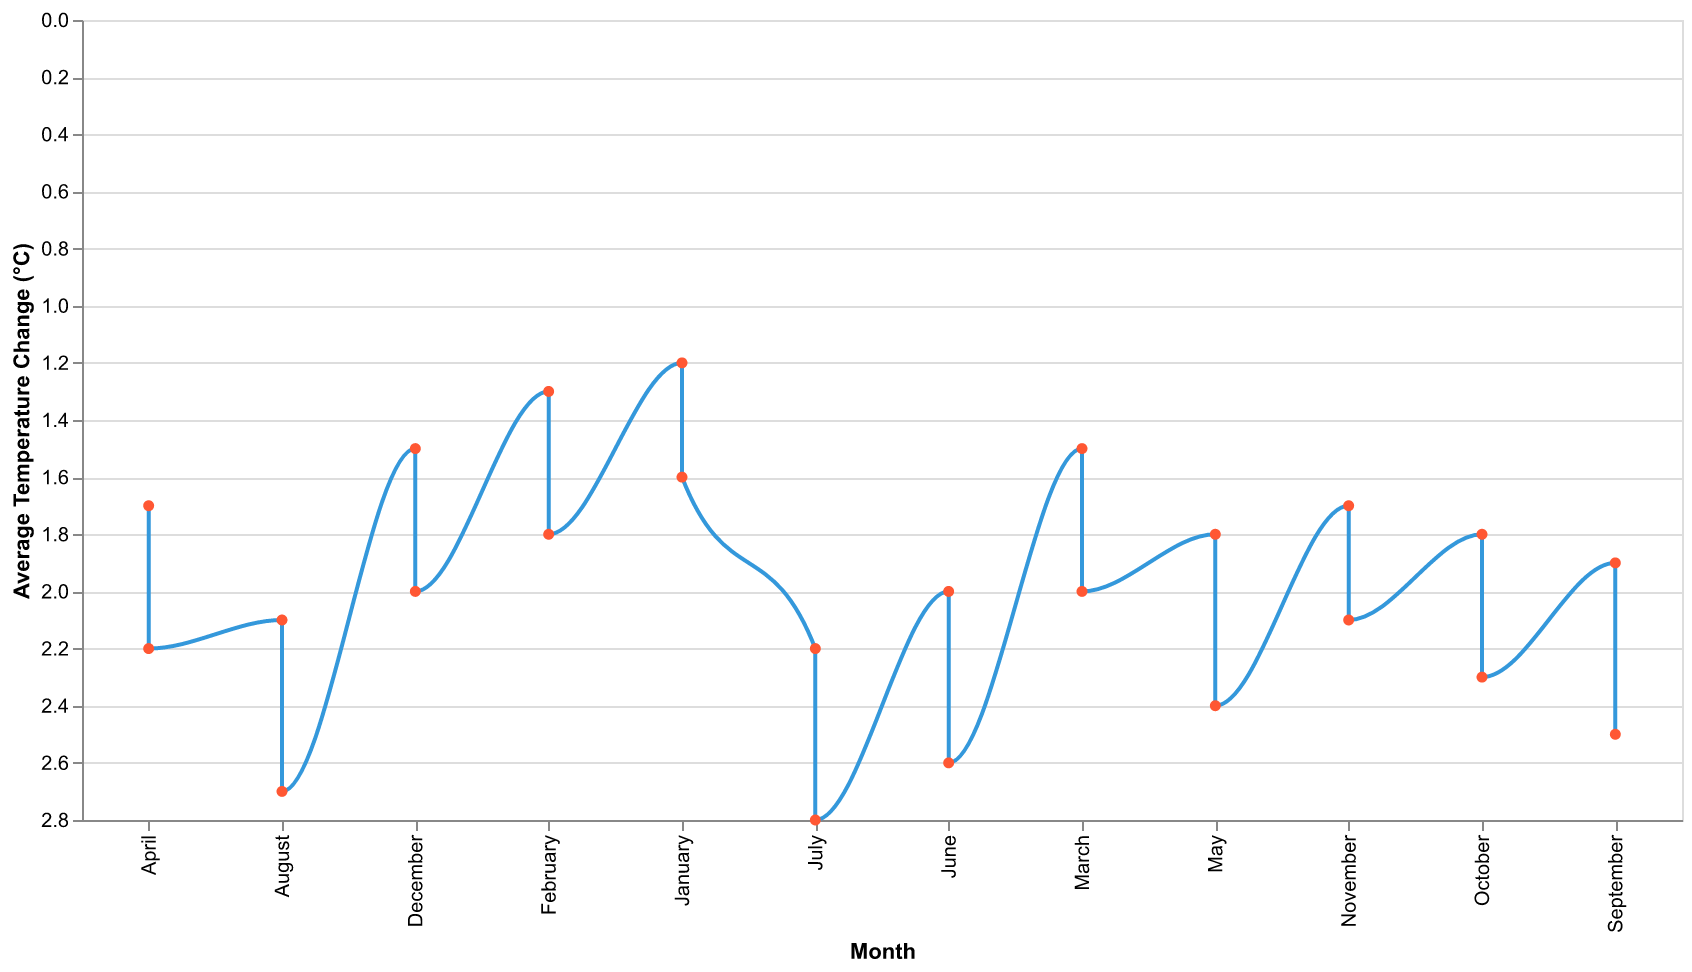 0.0
0.2
0.4
0.6
0.8
1.0
1.2
1.4
1.6
1.8
2.0
2.2
2.4
2.6
2.8
Average Temperature Change (°C)
April
August
December
February
January
July
June
March
May
November
October
September
Month